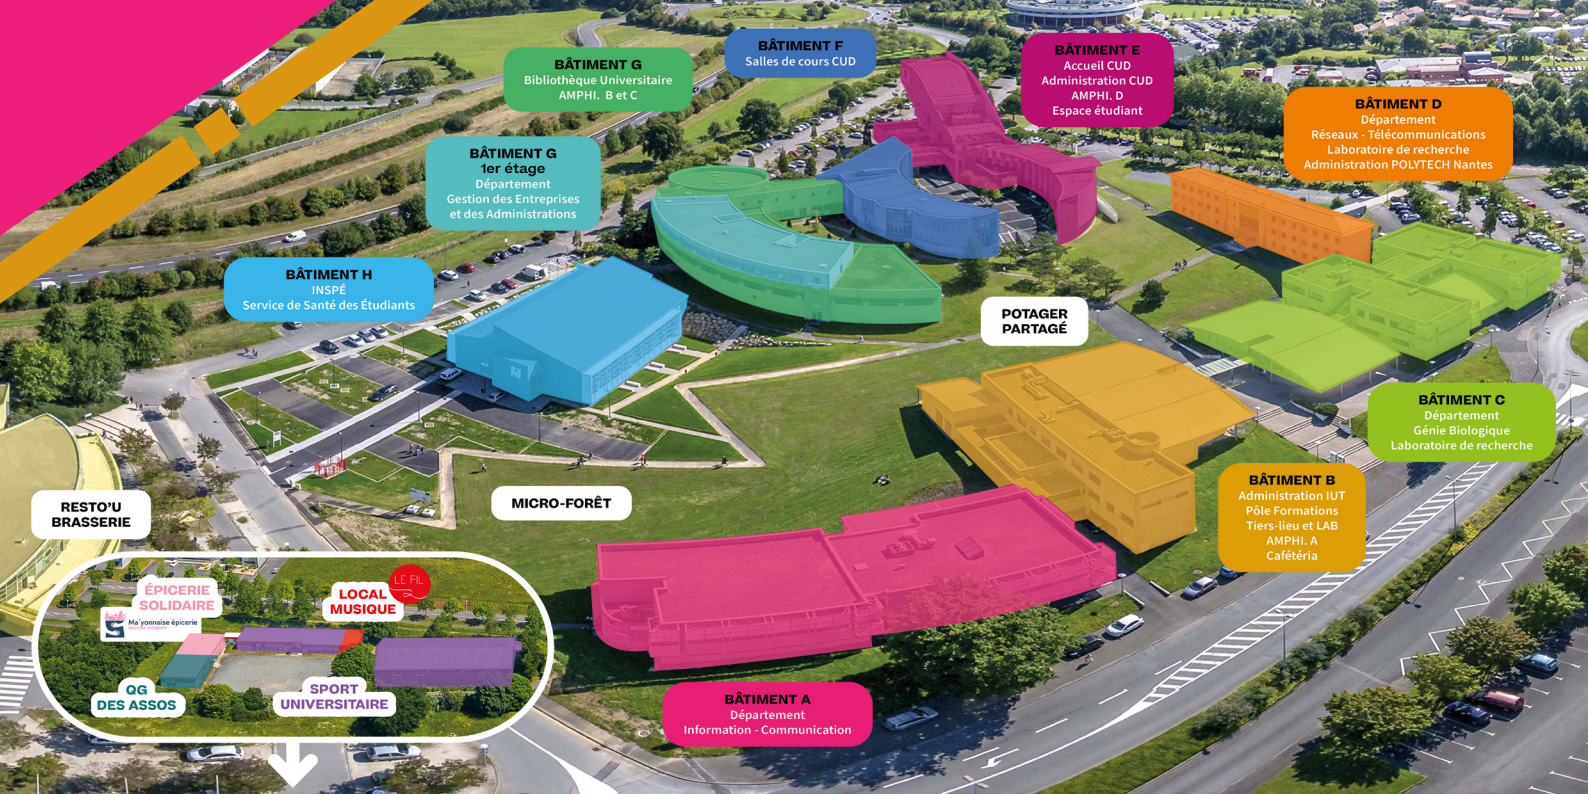 BÂTIMENT F
Salles de cours CUD
BÂTIMENT E
Accueil CUD
Administration CUD
AMPHI. D
Espace étudiant
BÂTIMENT G
Bibliothèque Universitaire
AMPHI. B et C
BÂTIMENT D
Département
Réseaux - Télécommunications
Laboratoire de recherche
Administration POLYTECH Nantes
BÂTIMENT G
1er étage
Département
Gestion des Entreprises
et des Administrations
BÂTIMENT H
INSPÉ
Service de Santé des Étudiants
POTAGER
PARTAGÉ
BÂTIMENT C
Département
Génie Biologique
Laboratoire de recherche
BÂTIMENT B
Administration IUT
Pôle Formations
Tiers-lieu et LAB
AMPHI. A
Cafétéria
RESTO'U
BRASSERIE
MICRO-FORÊT
ÉPICERIE
SOLIDAIRE
Ma'yonnaise épicerie
épicerie solidaire
LE FIL
LOCAL
MUSIQUE
QG
DES ASSOS
SPORT
UNIVERSITAIRE
BÂTIMENT A
Département
Information - Communication